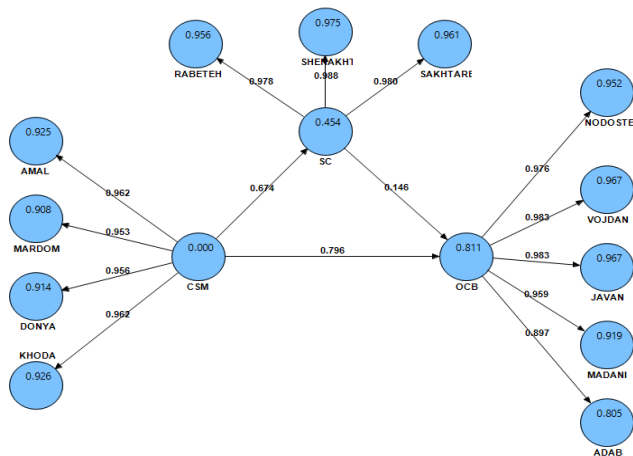 0.956
RABETEH
0.975
SHENAKHT
0.961
SAKHTARE
0.978
0.988
0.980
0.454
SC
0.952
NODOSTE
0.925
AMAL
0.962
0.674
0.146
0.976
0.967
VOJDAN
0.908
MARDOM
0.953
0.983
0.000
CSM
0.796
0.811
OCB
0.983
0.967
JAVAN
0.914
DONYA
0.956
0.962
0.959
0.919
MADANI
KHODA
0.926
0.897
0.805
ADAB